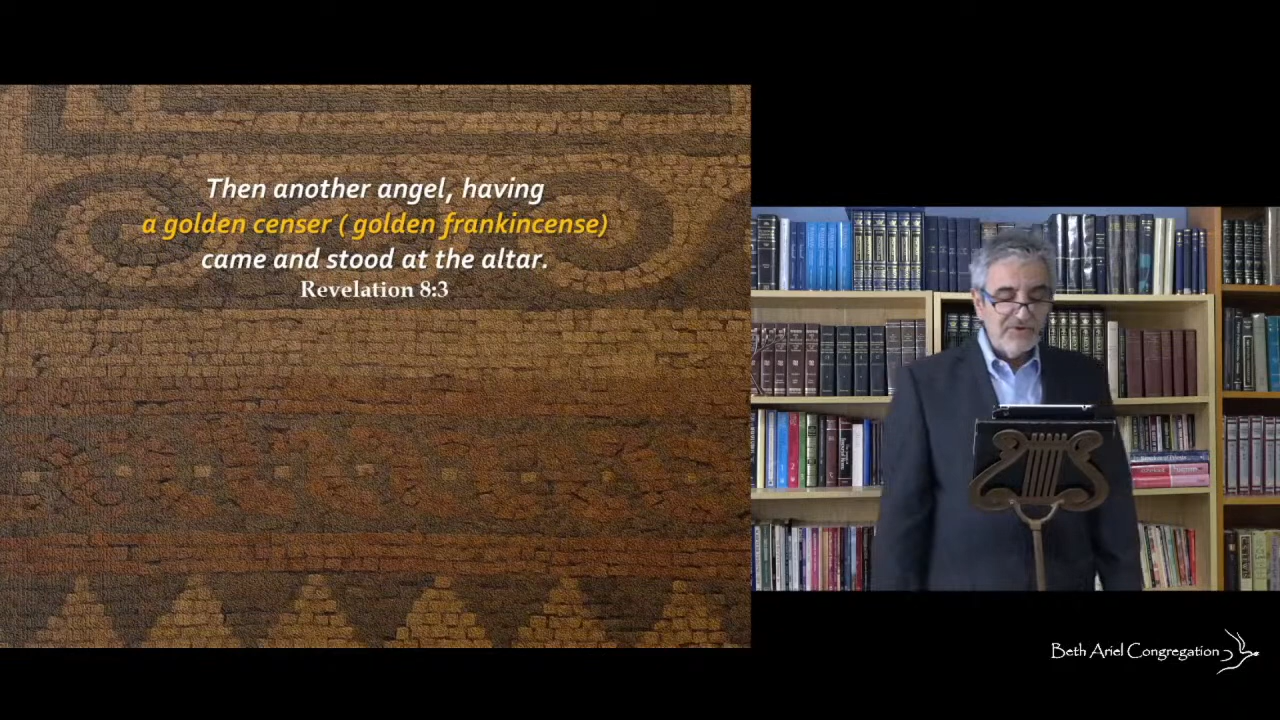 Then another angel, having
a golden censer ( golden frankincense)
came and stood at the altar.
Revelation 8:3
Beth Ariel Congregation